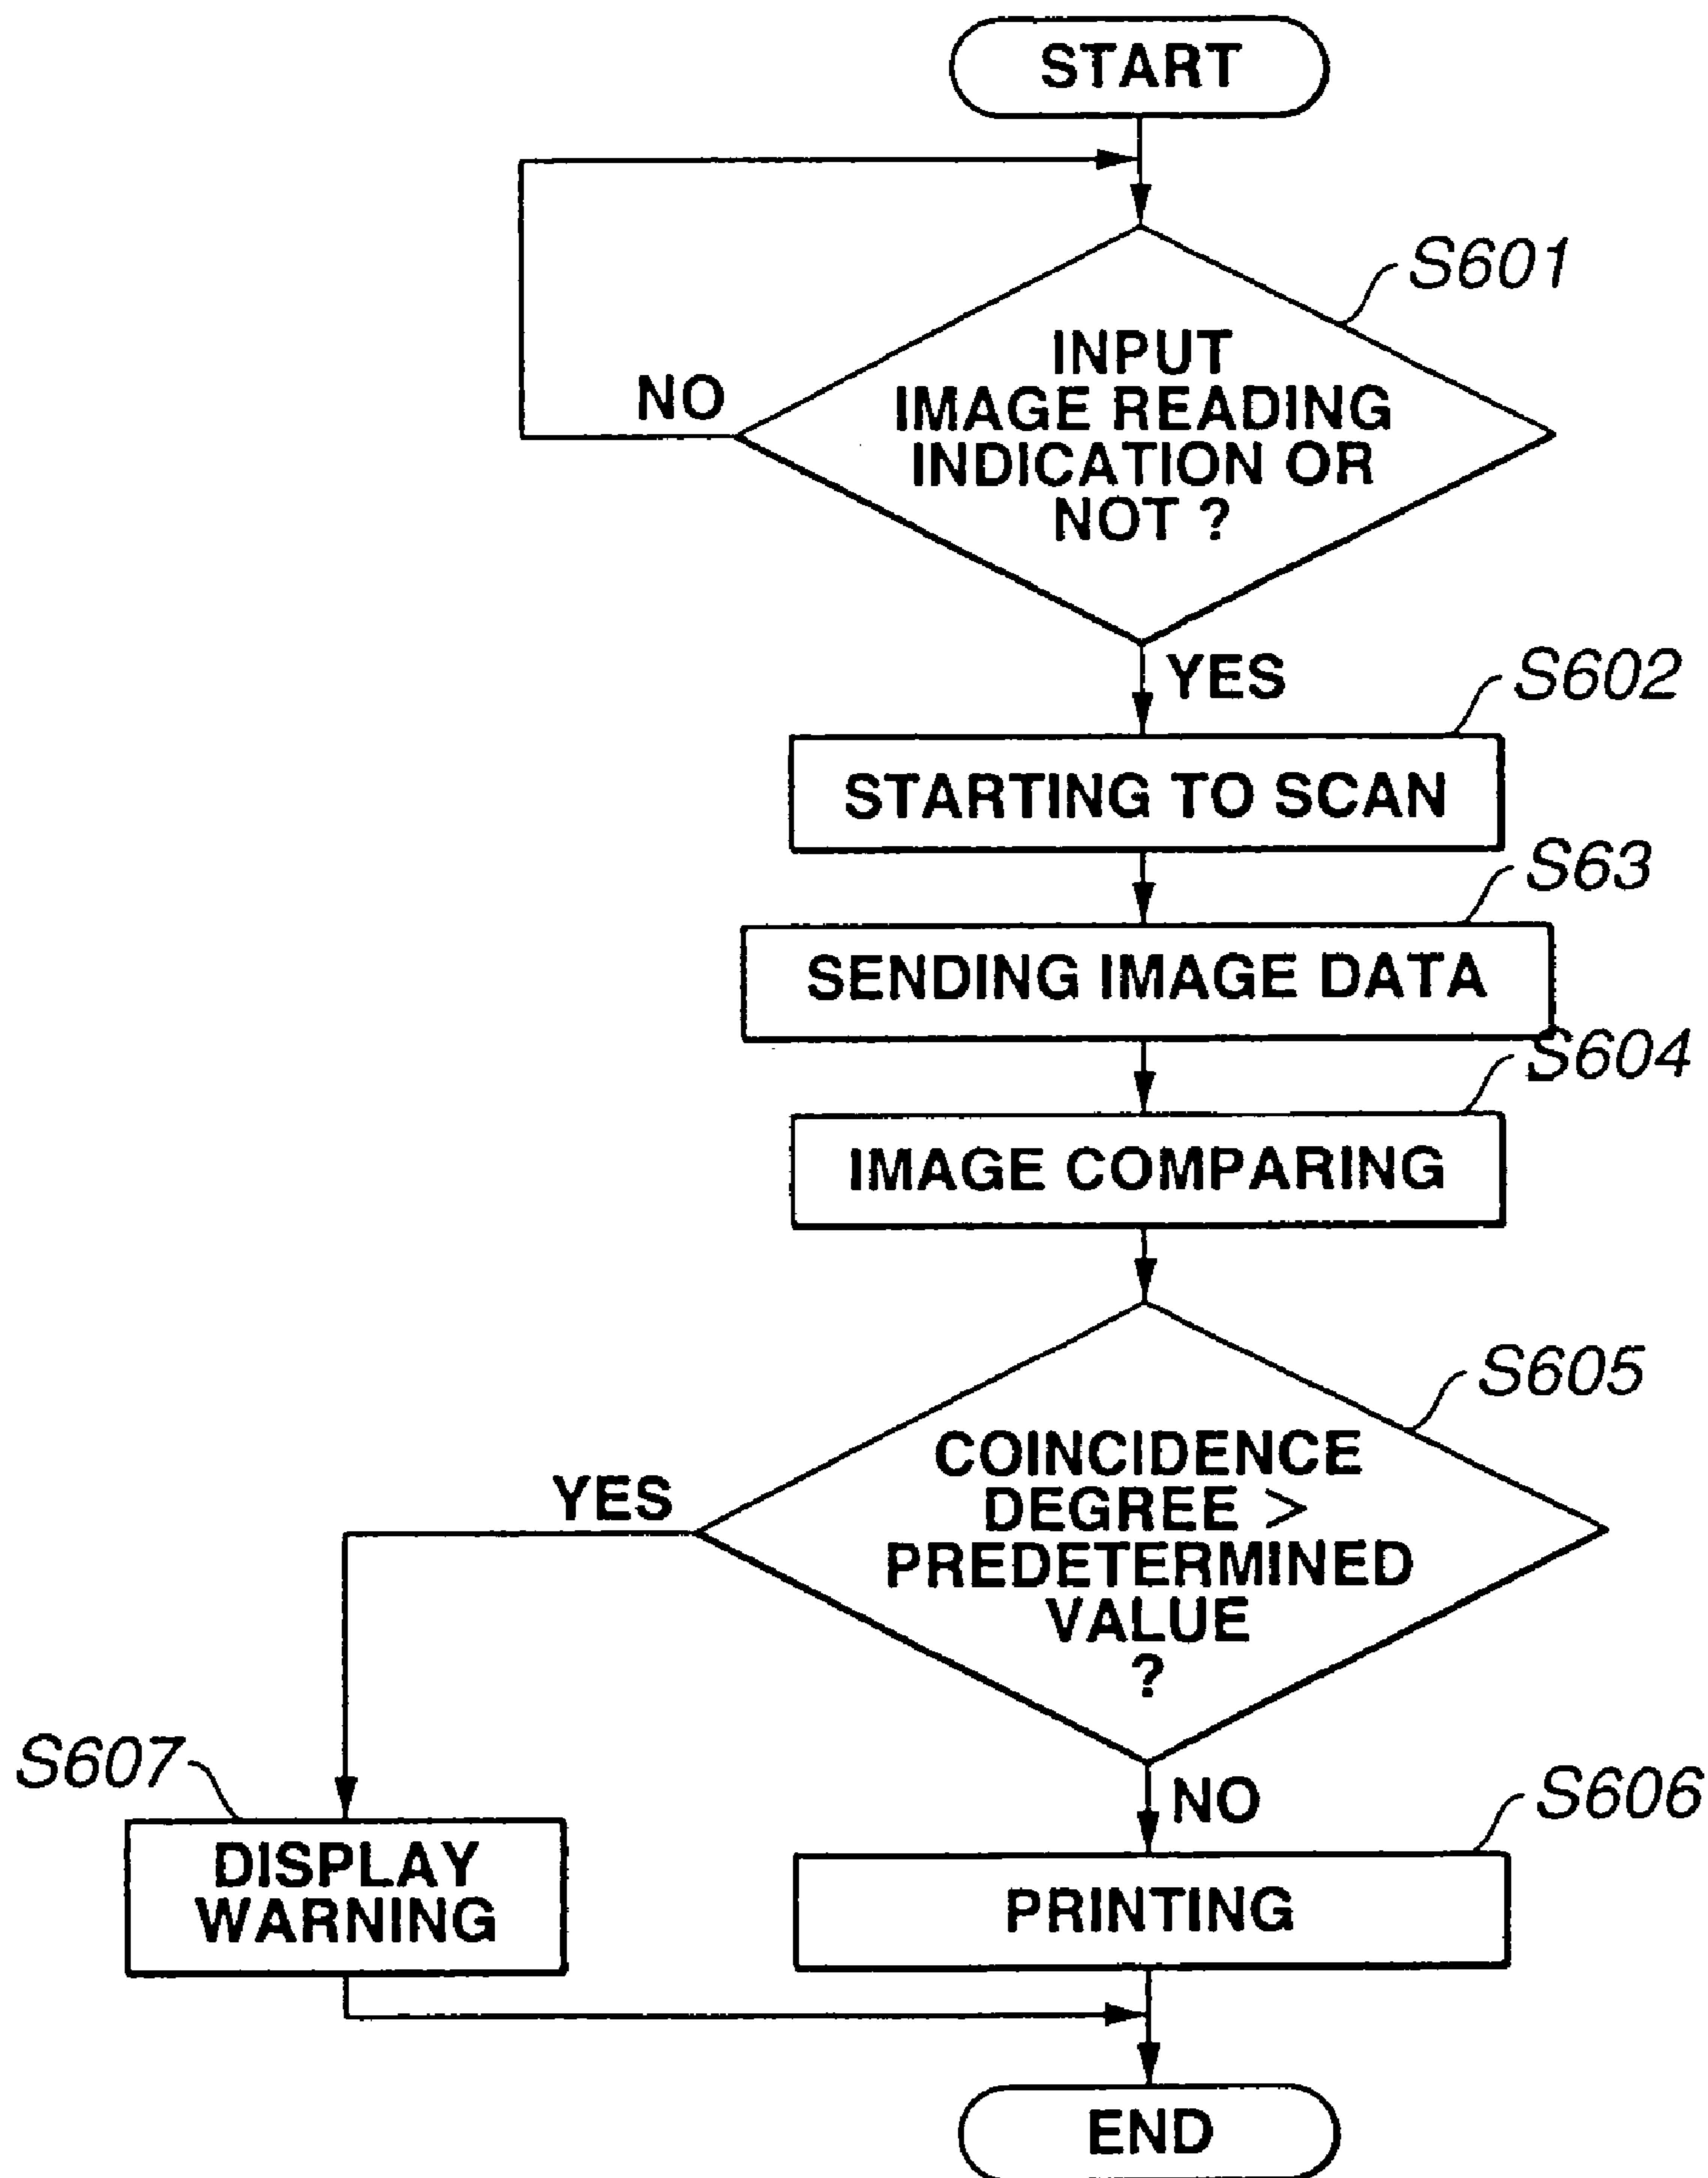 START
S601
INPUT
IMAGE READING
INDICATION OR
NOT ?
NO
YES
S602
STARTING TO SCAN
S63
SENDING IMAGE DATA
S604
IMAGE COMPARING
S605
COINCIDENCE
DEGREE >
PREDETERMINED
VALUE
?
YES
S607
DISPLAY
WARNING
NO
S606
PRINTING
END